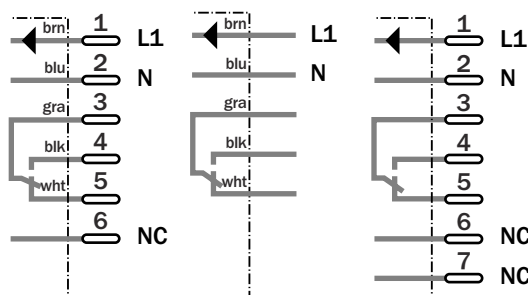 brn 1 L1
blu 2 N
gra 3
blk 4
wht 5
6 NC
brn L1
blu N
gra
blk
wht
1 L1
2 N
3
4
5
6 NC
7 NC